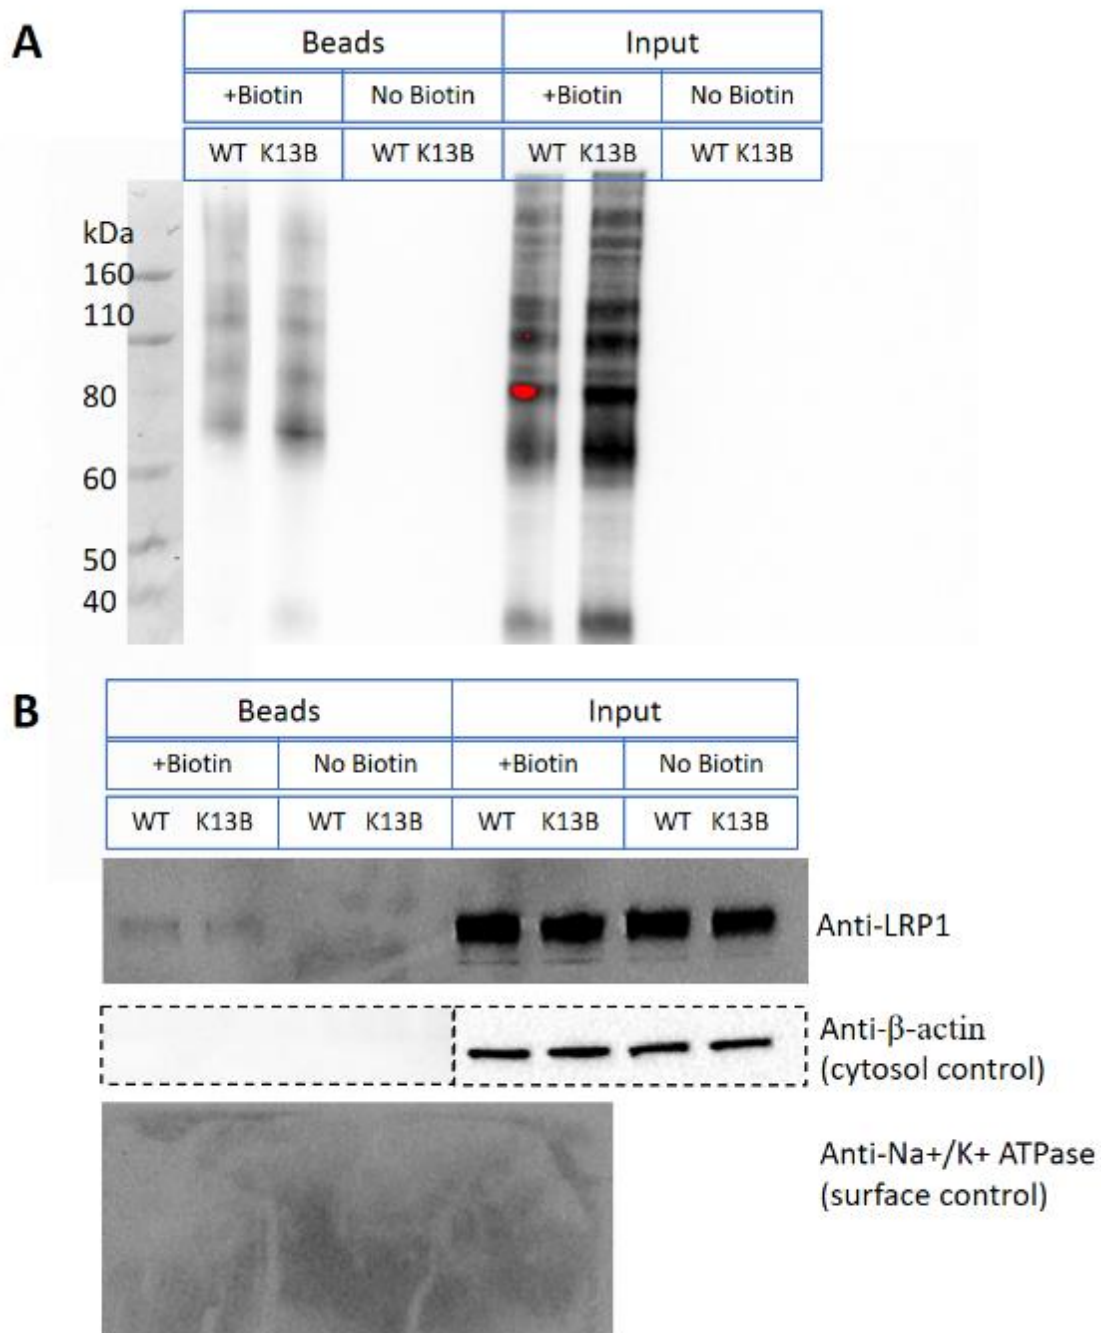 A
Beads Input
+Biotin No Biotin +Biotin No Biotin
WT K13B WT K13B WT K13B WT K13B
kDa
160
110
80
60
50
40
B
Beads Input
+Biotin No Biotin +Biotin No Biotin
WT K13B WT K13B WT K13B WT K13B
Anti-LRP1
Anti-β-actin
(cytosol control)
Anti-Na+/K+ ATPase
(surface control)